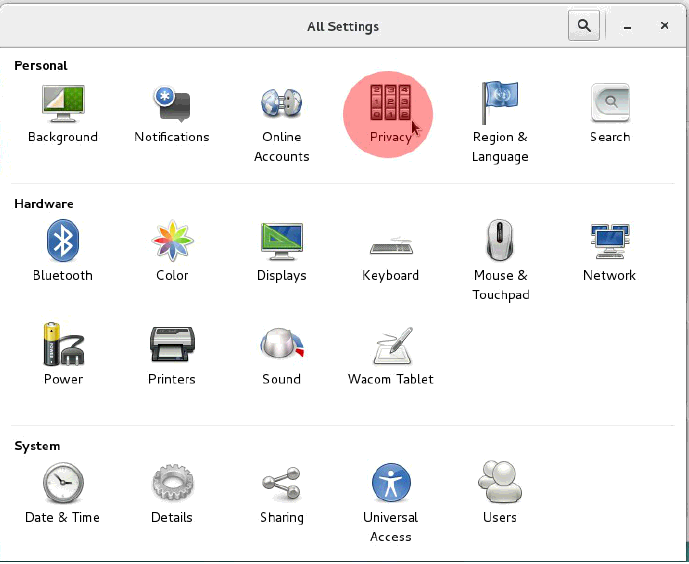 All Settings
Personal
Background
Notifications
Online
Accounts
Privacy
Region &
Language
Search
Hardware
Bluetooth
Color
Displays
Keyboard
Mouse &
Touchpad
Network
Power
Printers
Sound
Wacom Tablet
System
Date & Time
Details
Sharing
Universal
Access
Users